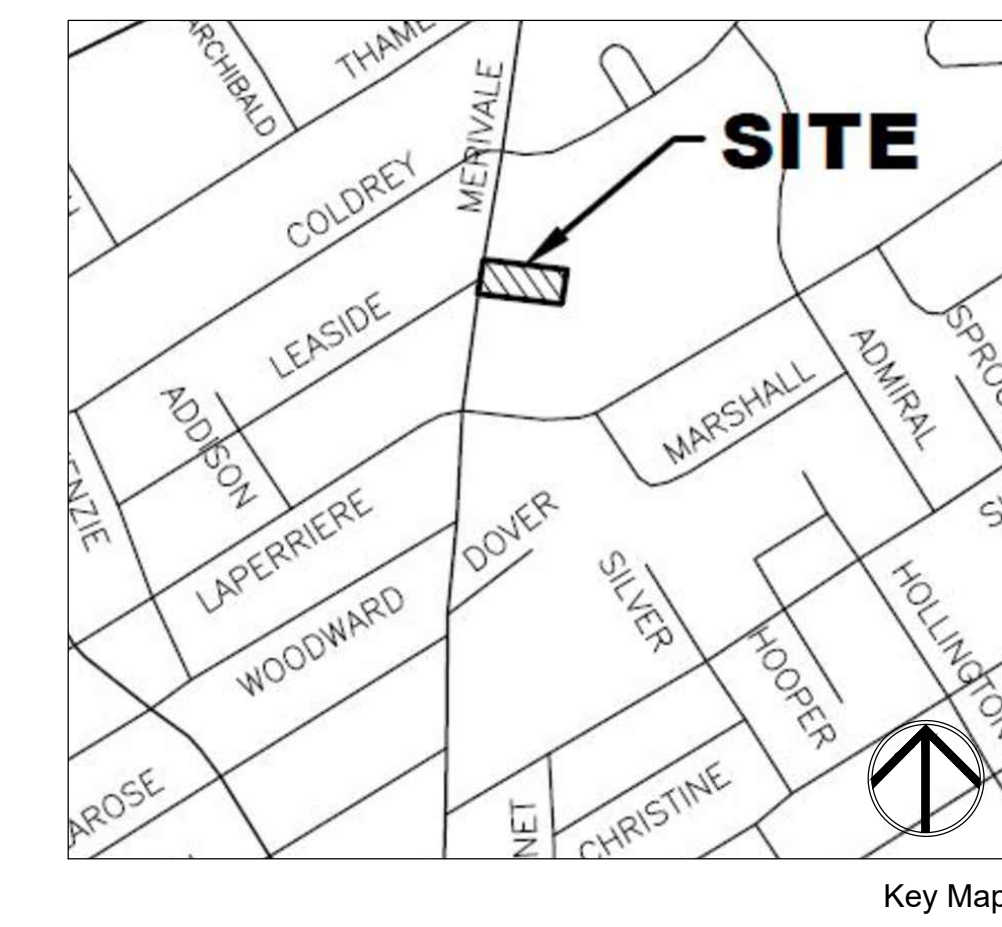 ARCHIBALD
THAME
MERIVALE
SITE
COLDREY
LEASIDE
ADDISON
ENZIE
SPROU
ADMIRAL
MARSHALL
LAPERRIERE
DOVER
WOODWARD
SILVER
HOOPER
HOLLINGTON
AROSE
NET
CHRISTINE
Key Map